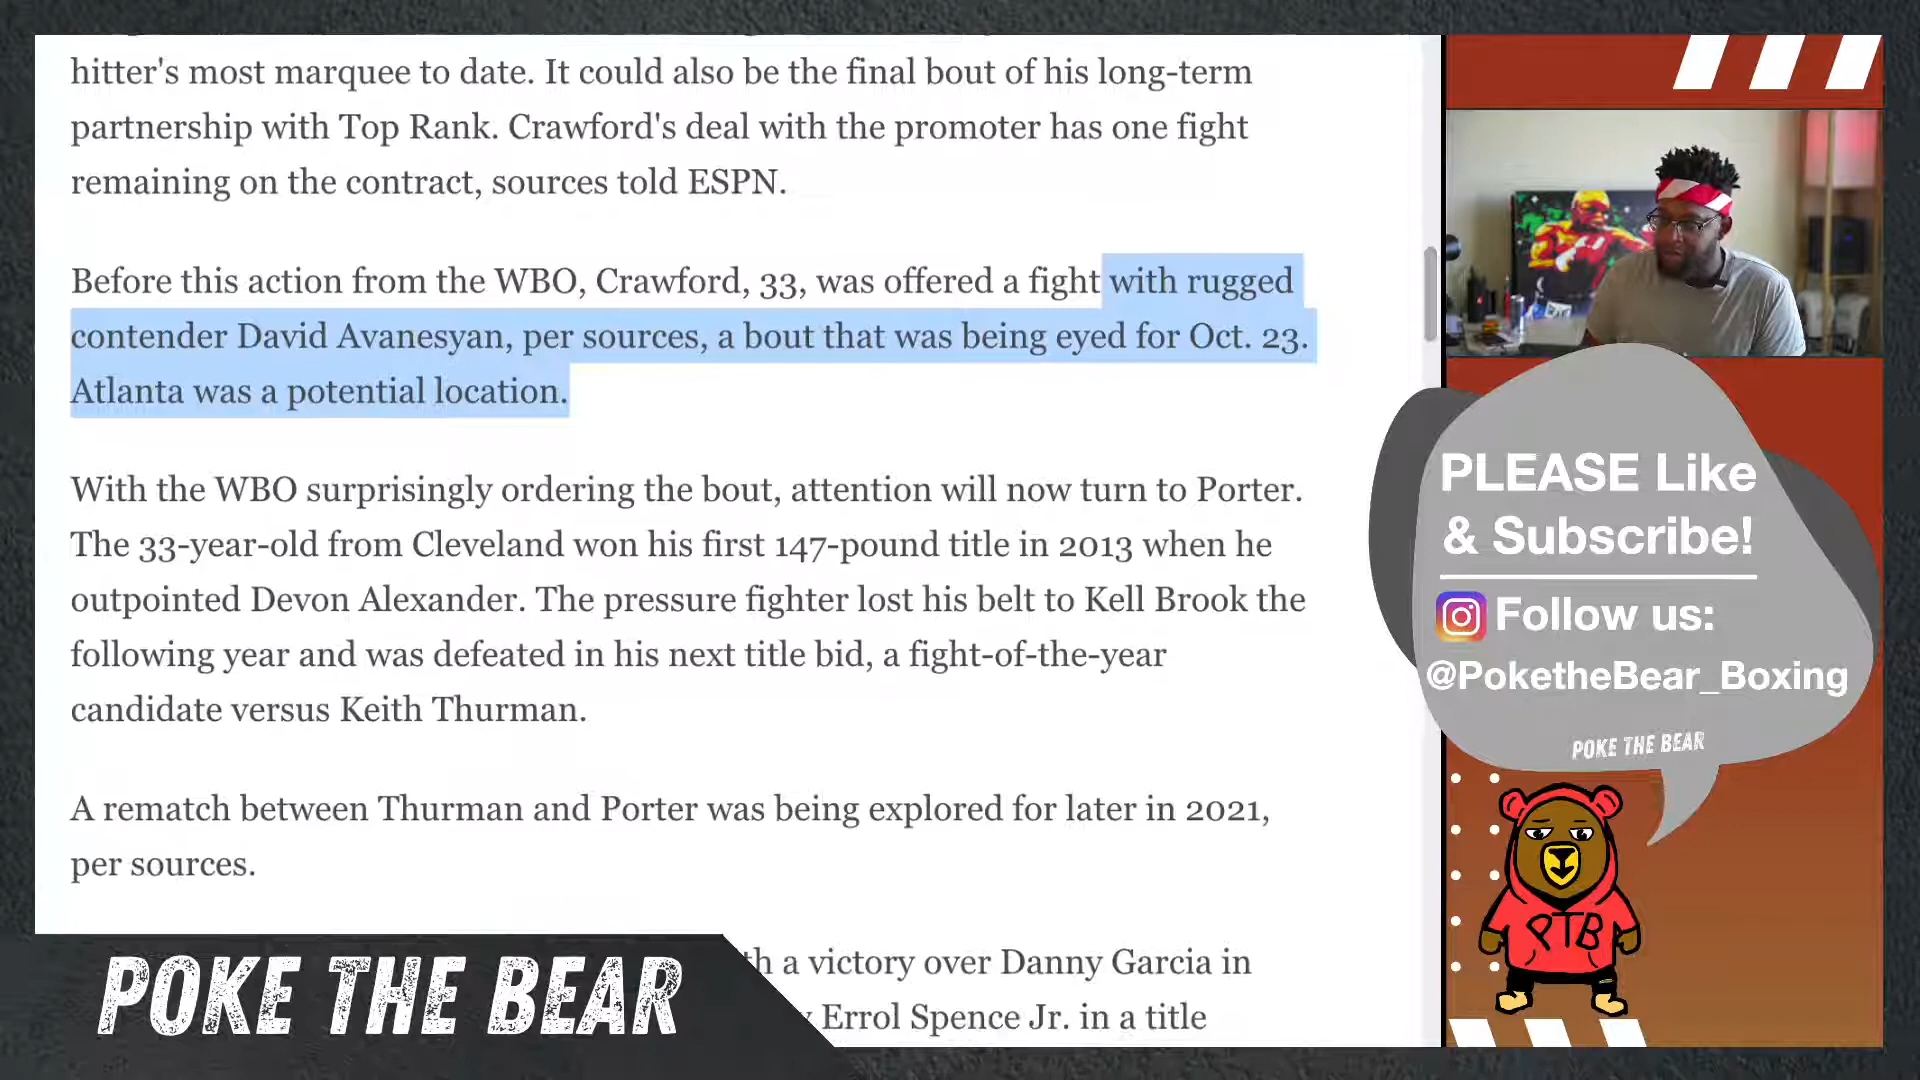 hitter's most marquee to date. It could also be the final bout of his long-term
partnership with Top Rank. Crawford's deal with the promoter has one fight
remaining on the contract, sources told ESPN.
Before this action from the WBO, Crawford, 33, was offered a fight with rugged
contender David Avanesyan, per sources, a bout that was being eyed for Oct. 23.
Atlanta was a potential location.
With the WBO surprisingly ordering the bout, attention will now turn to Porter.
The 33-year-old from Cleveland won his first 147-pound title in 2013 when he
outpointed Devon Alexander. The pressure fighter lost his belt to Kell Brook the
following year and was defeated in his next title bid, a fight-of-the-year
candidate versus Keith Thurman.
A rematch between Thurman and Porter was being explored for later in 2021,
per sources.
a victory over Danny Garcia in
Errol Spence Jr. in a title
POKE THE BEAR
PLEASE Like
& Subscribe!
Follow us:
@PoketheBear_Boxing
POKE THE BEAR
PTB